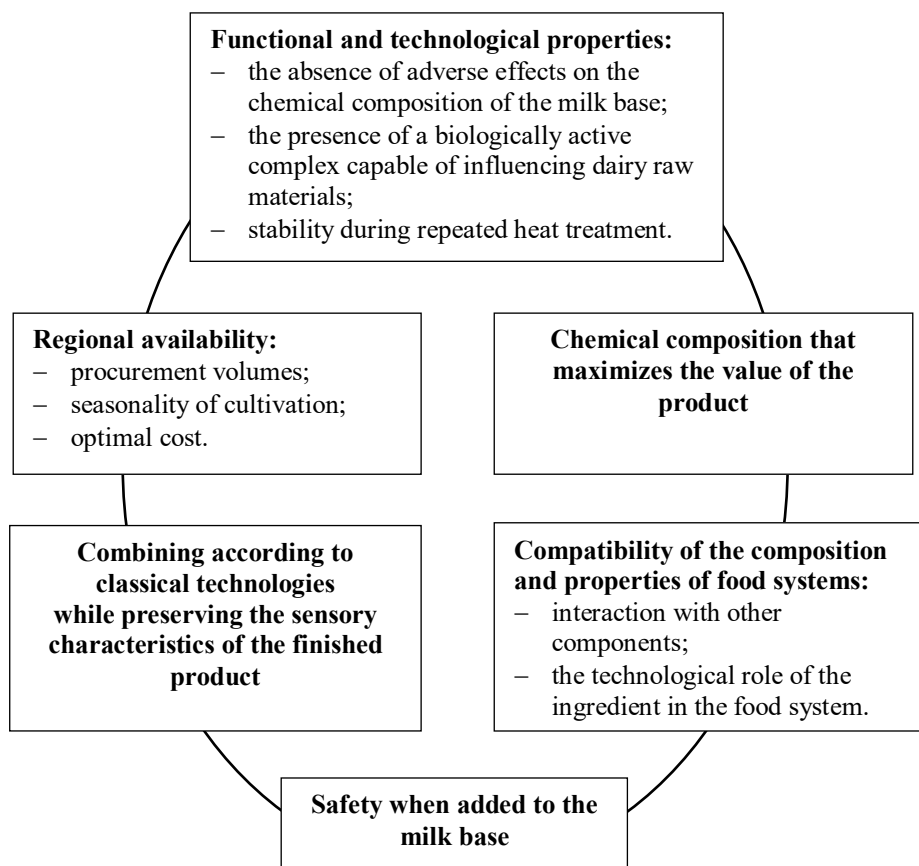 Functional and technological properties:
– the absence of adverse effects on the
chemical composition of the milk base;
– the presence of a biologically active
complex capable of influencing dairy raw
materials;
– stability during repeated heat treatment.
Regional availability:
– procurement volumes;
– seasonality of cultivation;
– optimal cost.
Chemical composition that
maximizes the value of the
product
Combining according to
classical technologies
while preserving the sensory
characteristics of the finished
product
Compatibility of the composition
and properties of food systems:
– interaction with other
components;
– the technological role of the
ingredient in the food system.
Safety when added to the
milk base